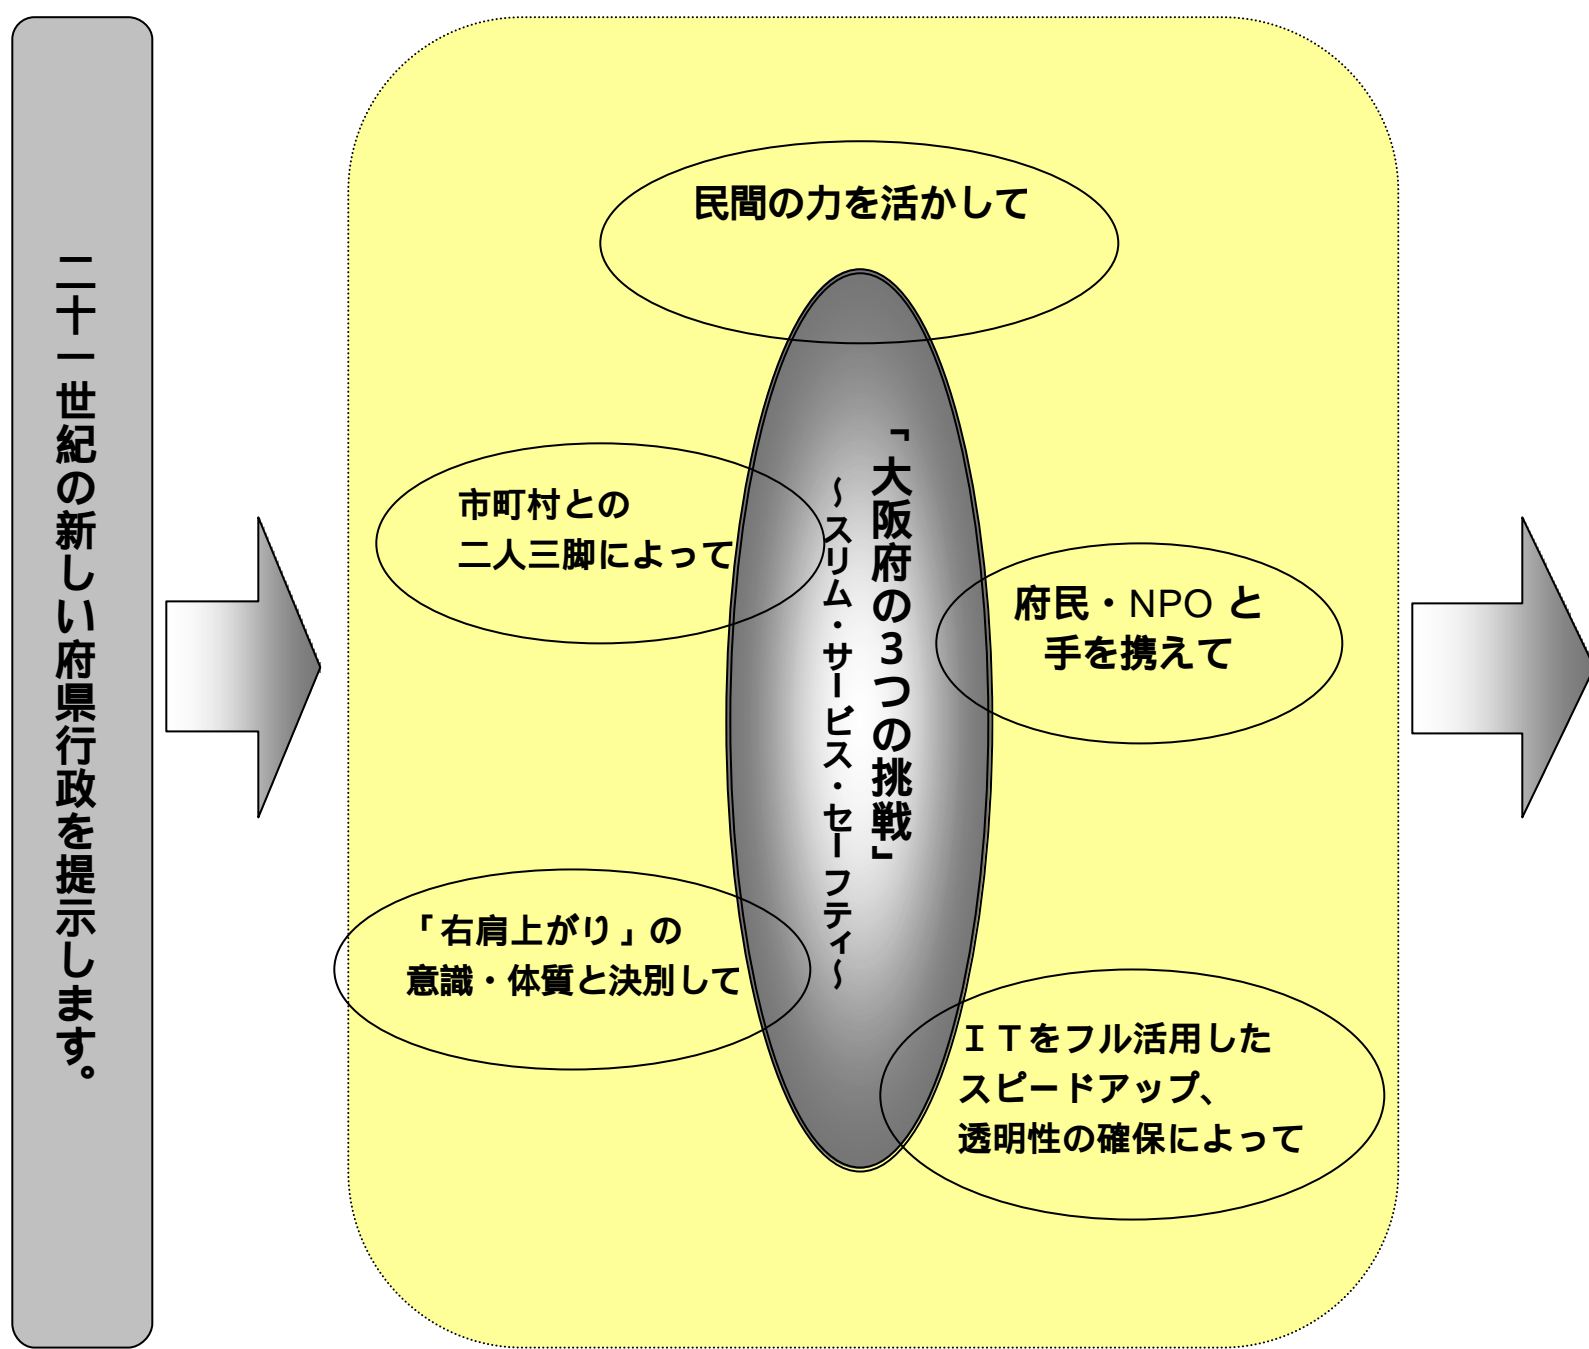 二十一世紀の新しい府県行政を提示します。
民間の力を活かして
「大阪府の３つの挑戦」
～スリム・サービス・セーフティ～
市町村との
二人三脚によって
府民・NPO と
手を携えて
「右肩上がり」の
意識・体質と決別して
ＩＴをフル活用した
スピードアップ、
透明性の確保によって